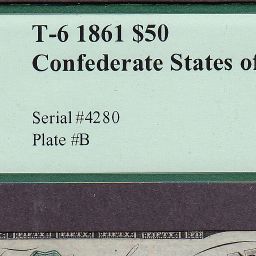 T-6 1861 $50
Confederate States of
Serial #4280
Plate #B